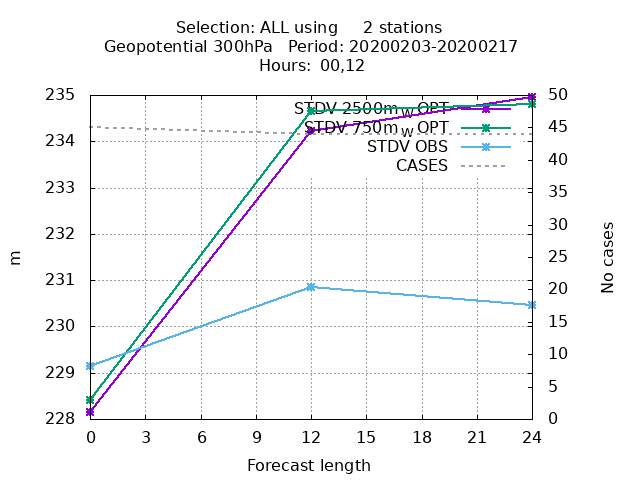 Selection: ALL using     2 stations
Geopotential 300hPa   Period: 20200203-20200217
Hours:  00,12
235
234
233
232
231
230
229
228
m
50
45
40
35
30
25
20
15
10
5
0
No cases
STDV 2500m_WOPT
STDV 750m_WOPT
STDV OBS
CASES
0 3 6 9 12 15 18 21 24
Forecast length